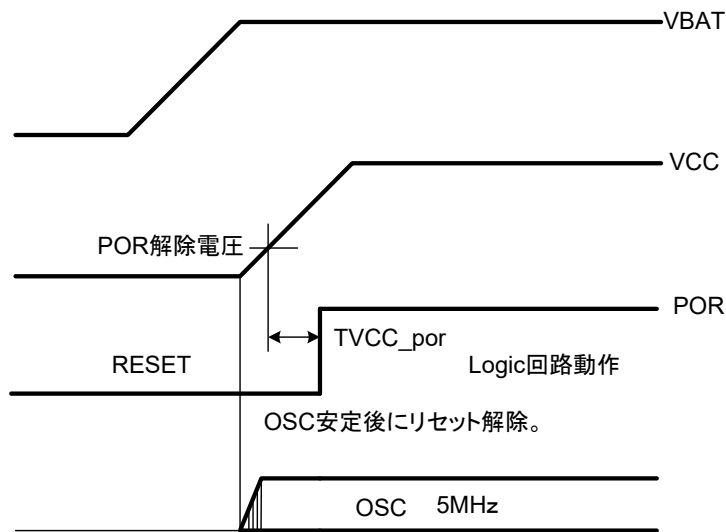 VBAT
VCC
POR解除電圧
POR
TVCC_por
RESET
Logic回路動作
OSC安定後にリセット解除。
OSC 5MHz